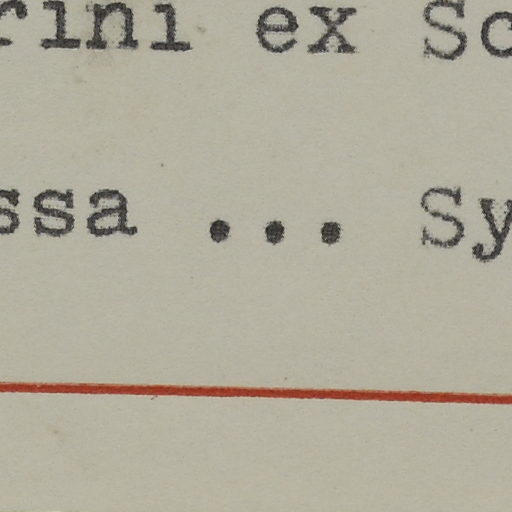 rini ex Sc
ssa ... Sy